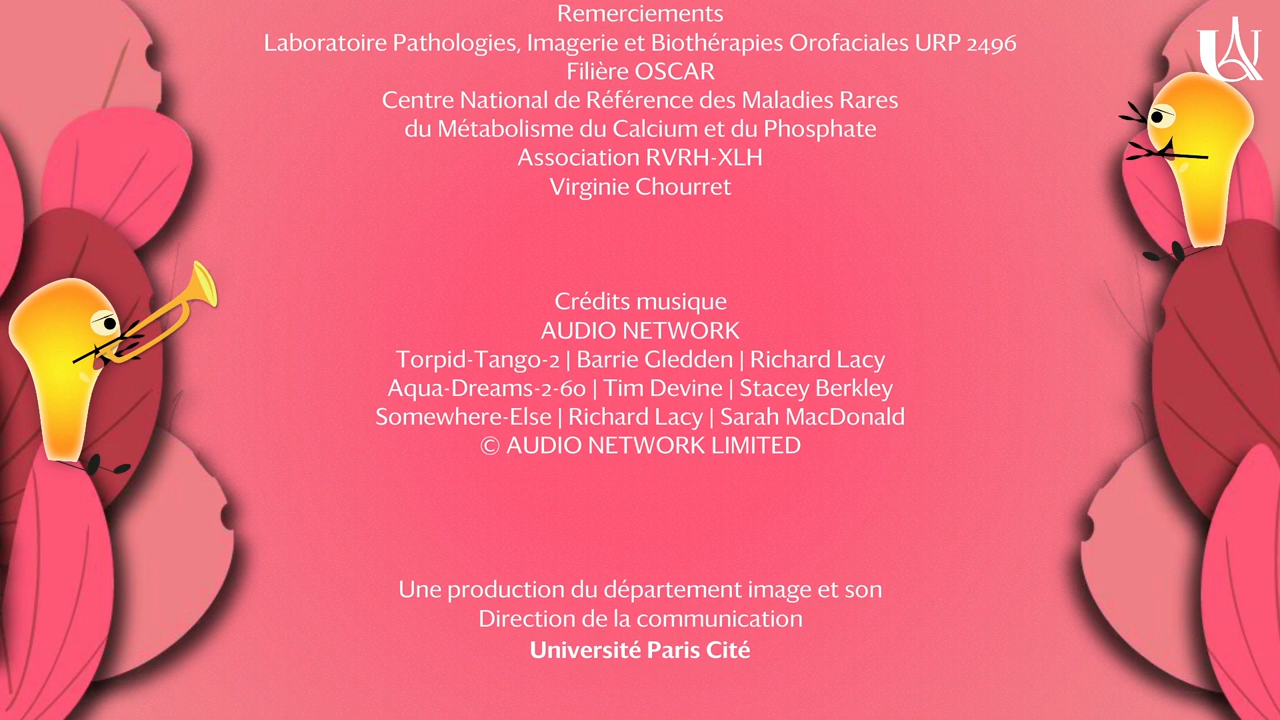 Remerciements
Laboratoire Pathologies, Imagerie et Biothérapies Orofaciales URP 2496
Filière OSCAR
Centre National de Référence des Maladies Rares
du Métabolisme du Calcium et du Phosphate
Association RVRH-XLH
Virginie Chourret
Crédits musique
AUDIO NETWORK
Torpid-Tango-2 | Barrie Gledden | Richard Lacy
Aqua-Dreams-2-60 | Tim Devine | Stacey Berkley
Somewhere-Else | Richard Lacy | Sarah MacDonald
© AUDIO NETWORK LIMITED
Une production du département image et son
Direction de la communication
Université Paris Cité